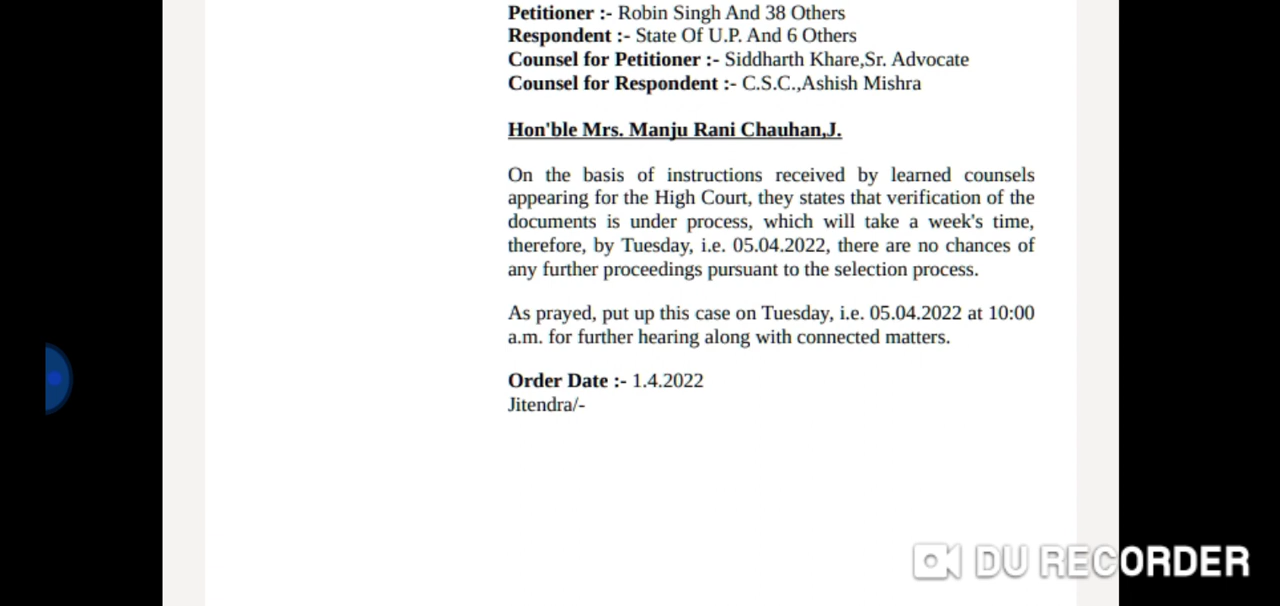 Petitioner :- Robin Singh And 38 Others
Respondent :- State Of U.P. And 6 Others
Counsel for Petitioner :- Siddharth Khare,Sr. Advocate
Counsel for Respondent :- C.S.C.,Ashish Mishra
Hon'ble Mrs. Manju Rani Chauhan,J.
On the basis of instructions received by learned counsels
appearing for the High Court, they states that verification of the
documents is under process, which will take a week's time,
therefore, by Tuesday, i.e. 05.04.2022, there are no chances of
any further proceedings pursuant to the selection process.
As prayed, put up this case on Tuesday, i.e. 05.04.2022 at 10:00
a.m. for further hearing along with connected matters.
Order Date :- 1.4.2022
Jitendra/-
DU RECORDER